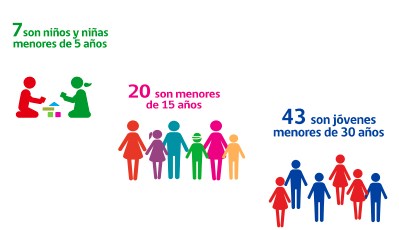 7 son niños y niñas
menores de 5 años
20 son menores
de 15 años
43 son jóvenes
menores de 30 años